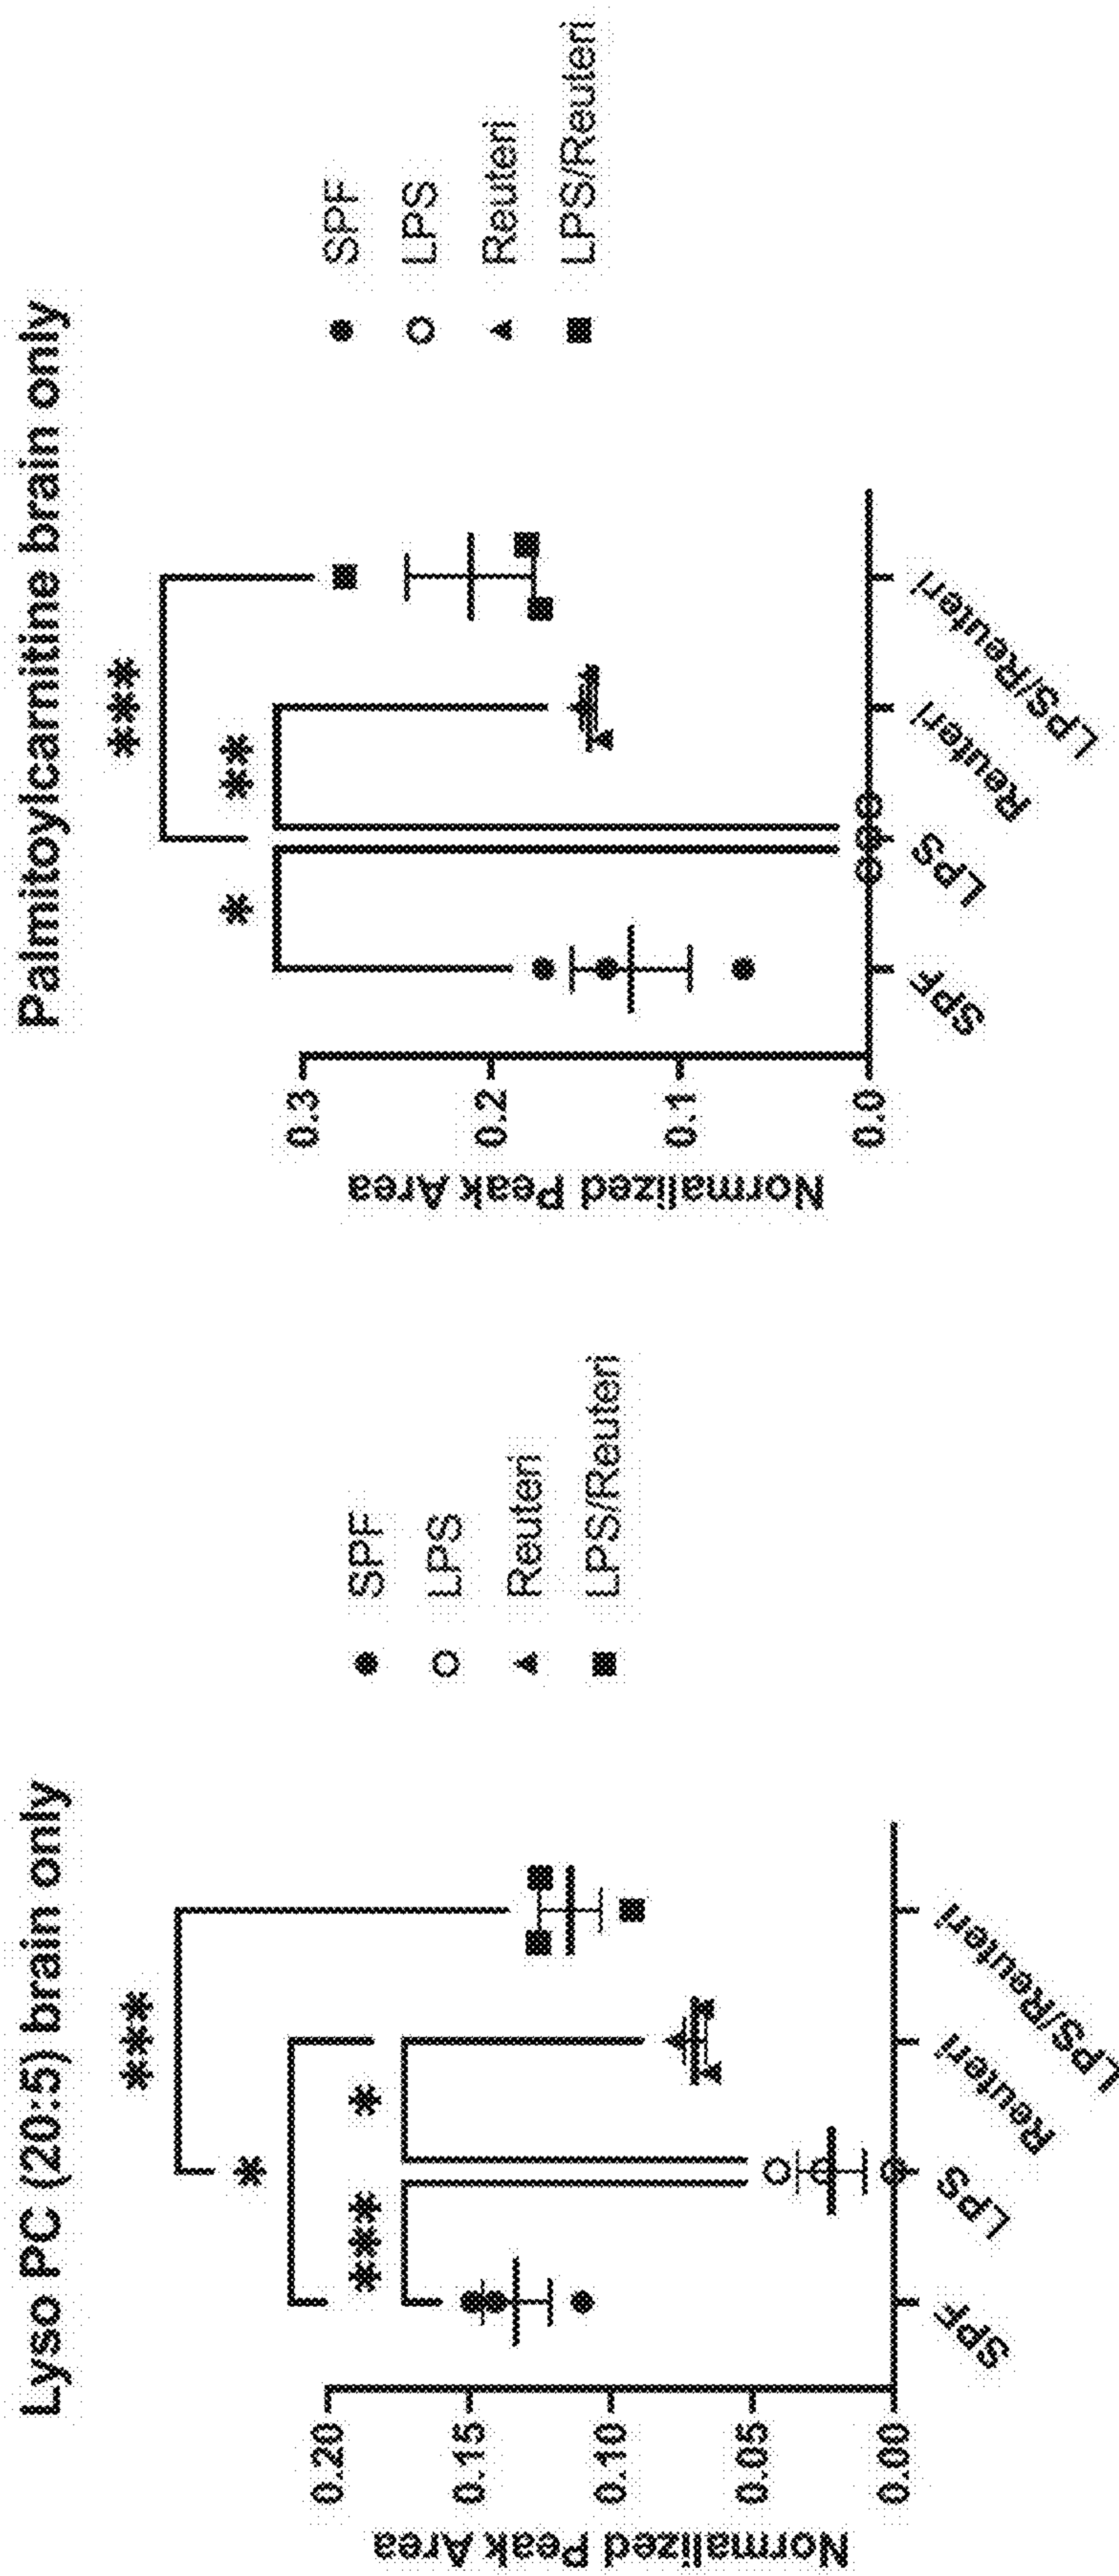 Lyso PC (20:5) brain only
***
*
***
*
Normalized Peak Area
0.20
0.15
0.10
0.05
0.00
SPF
LPS
Reuteri
LPS/Reuteri
SPF
LPS
Reuteri
LPS/Reuteri
Palmitoylcarnitine brain only
***
*
**
Normalized Peak Area
0.3
0.2
0.1
0.0
SPF
LPS
Reuteri
LPS/Reuteri
SPF
LPS
Reuteri
LPS/Reuteri